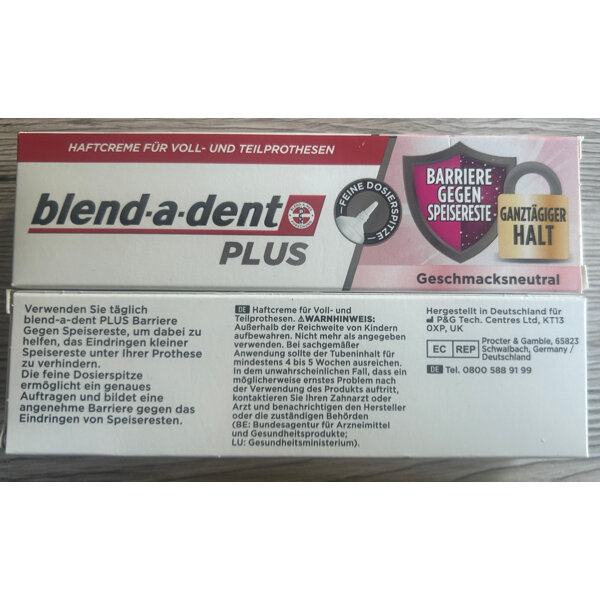 HAFTCREME FÜR VOLL- UND TEILPROTHESEN
blend-a-dent
PLUS
FEINE DOSIERSPITZE
BARRIERE
GEGEN
SPEISERESTE
GANZTÄGIGER
HALT
Geschmacksneutral
Verwenden Sie täglich
blend-a-dent PLUS Barriere
Gegen Speisereste, um dabei zu
helfen, das Eindringen kleiner
Speisereste unter Ihrer Prothese
zu verhindern.
Die feine Dosierspitze
ermöglicht ein genaues
Auftragen und bildet eine
angenehme Barriere gegen das
Eindringen von Speiseresten.
DE Haftcreme für Voll- und
Teilprothesen. ⚠WARNHINWEIS:
Außerhalb der Reichweite von Kindern
aufbewahren. Nicht mehr als angegeben
verwenden. Bei sachgemäßer
Anwendung sollte der Tubeninhalt für
mindestens 4 bis 5 Wochen ausreichen.
In dem unwahrscheinlichen Fall, dass ein
möglicherweise ernstes Problem nach
der Verwendung des Produkts auftritt,
kontaktieren Sie Ihren Zahnarzt oder
Arzt und benachrichtigen den Hersteller
oder die zuständigen Behörden
(BE: Bundesagentur für Arzneimittel
und Gesundheitsprodukte;
LU: Gesundheitsministerium).
Hergestellt in Deutschland für
P&G Tech. Centres Ltd, KT13
0XP, UK
EC REP Procter & Gamble, 65823
Schwalbach, Germany /
Deutschland
DE Tel. 0800 588 91 99